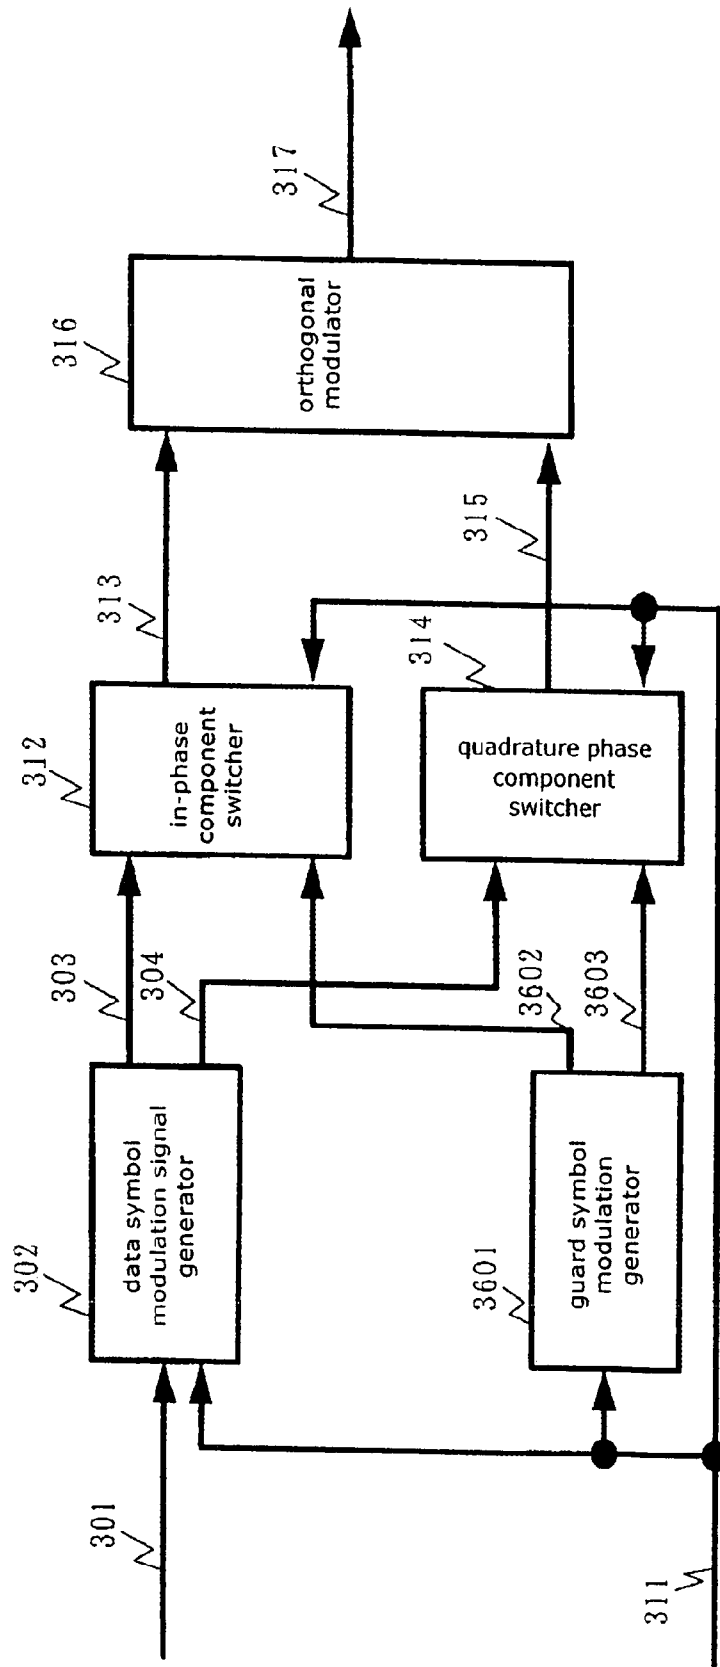 301
302
data symbol
modulation signal
generator
303
304
312
in-phase
component
switcher
313
316
orthogonal
modulator
317
311
3601
guard symbol
modulation
generator
3602
3603
314
quadrature phase
component
switcher
315